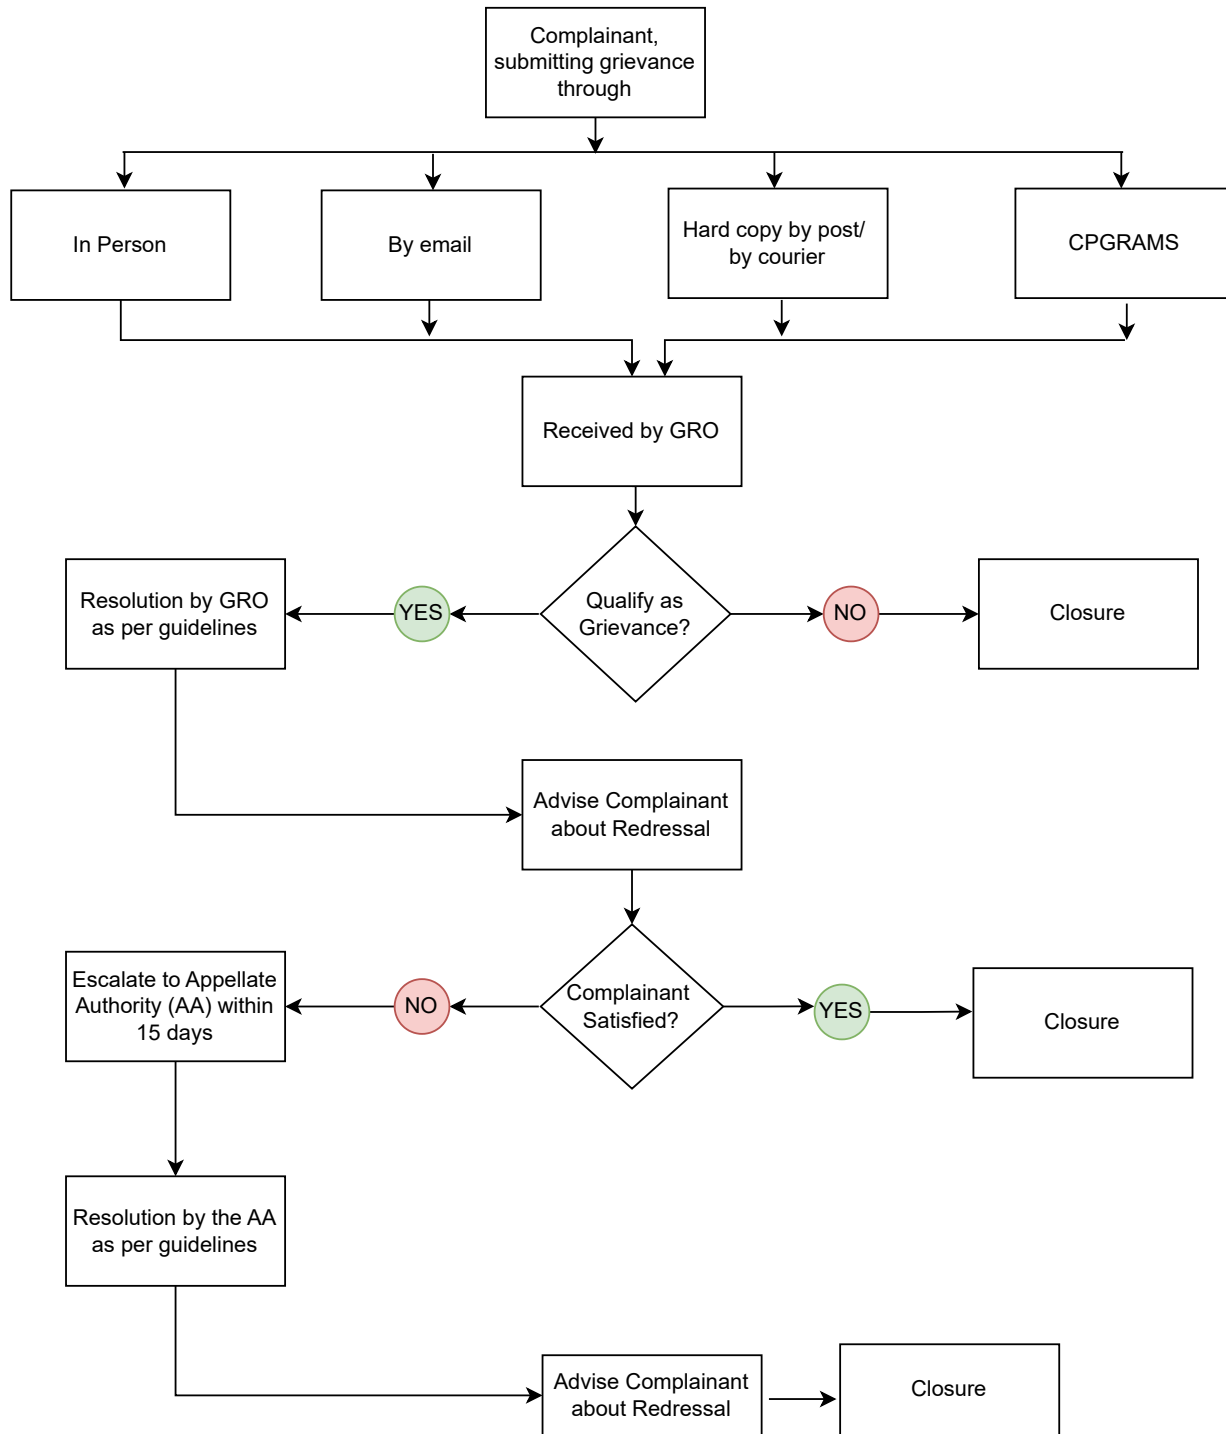 Complainant,
submitting grievance
through
In Person
By email
Hard copy by post/
by courier
CPGRAMS
Received by GRO
Resolution by GRO
as per guidelines
YES
Qualify as
Grievance?
NO
Closure
Advise Complainant
about Redressal
Escalate to Appellate
Authority (AA) within
15 days
NO
Complainant
Satisfied?
YES
Closure
Resolution by the AA
as per guidelines
Advise Complainant
about Redressal
Closure